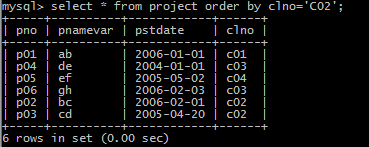 mysql> select * from project order by clno='C02';
+-----+----------+------------+------+
| pno | pnamevar | pstdate    | clno |
+-----+----------+------------+------+
| p01 | ab       | 2006-01-01 | c01  |
| p04 | de       | 2004-01-01 | c03  |
| p05 | ef       | 2005-05-02 | c04  |
| p06 | gh       | 2006-02-03 | c03  |
| p02 | bc       | 2006-02-01 | c02  |
| p03 | cd       | 2005-04-20 | c02  |
+-----+----------+------------+------+
6 rows in set (0.00 sec)